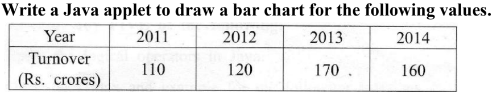 Write a Java applet to draw a bar chart for the following values.
Year 2011 2012 2013 2014
Turnover
(Rs. crores) 110 120 170 160